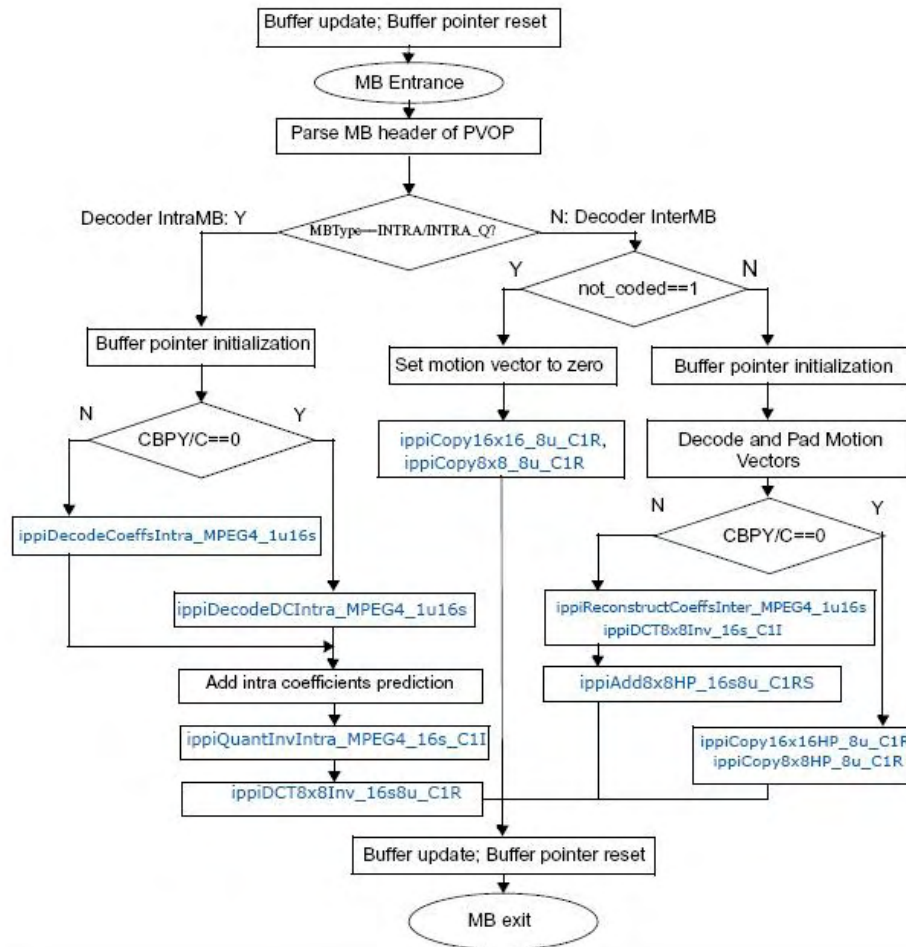 Buffer update; Buffer pointer reset
MB Entrance
Parse MB header of PVOP
Decoder IntraMB: Y
MBType—INTRA/INTRA_Q?
N: Decoder InterMB
Y
not_coded==1
N
Buffer pointer initialization
Set motion vector to zero
Buffer pointer initialization
N
CBPY/C==0
Y
ippiCopy16x16_8u_C1R,
ippiCopy8x8_8u_C1R
Decode and Pad Motion
Vectors
N
CBPY/C==0
Y
ippiDecodeCoeffsIntra_MPEG4_1u16s
ippiDecodeDCIntra_MPEG4_1u16s
ippiReconstructCoeffsInter_MPEG4_1u16s
ippiDCT8x8Inv_16s_C1I
Add intra coefficients prediction
ippiAdd8x8HP_16s8u_C1RS
ippiQuantInvIntra_MPEG4_16s_C1I
ippiCopy16x16HP_8u_C1R
ippiCopy8x8HP_8u_C1R
ippiDCT8x8Inv_16s8u_C1R
Buffer update; Buffer pointer reset
MB exit